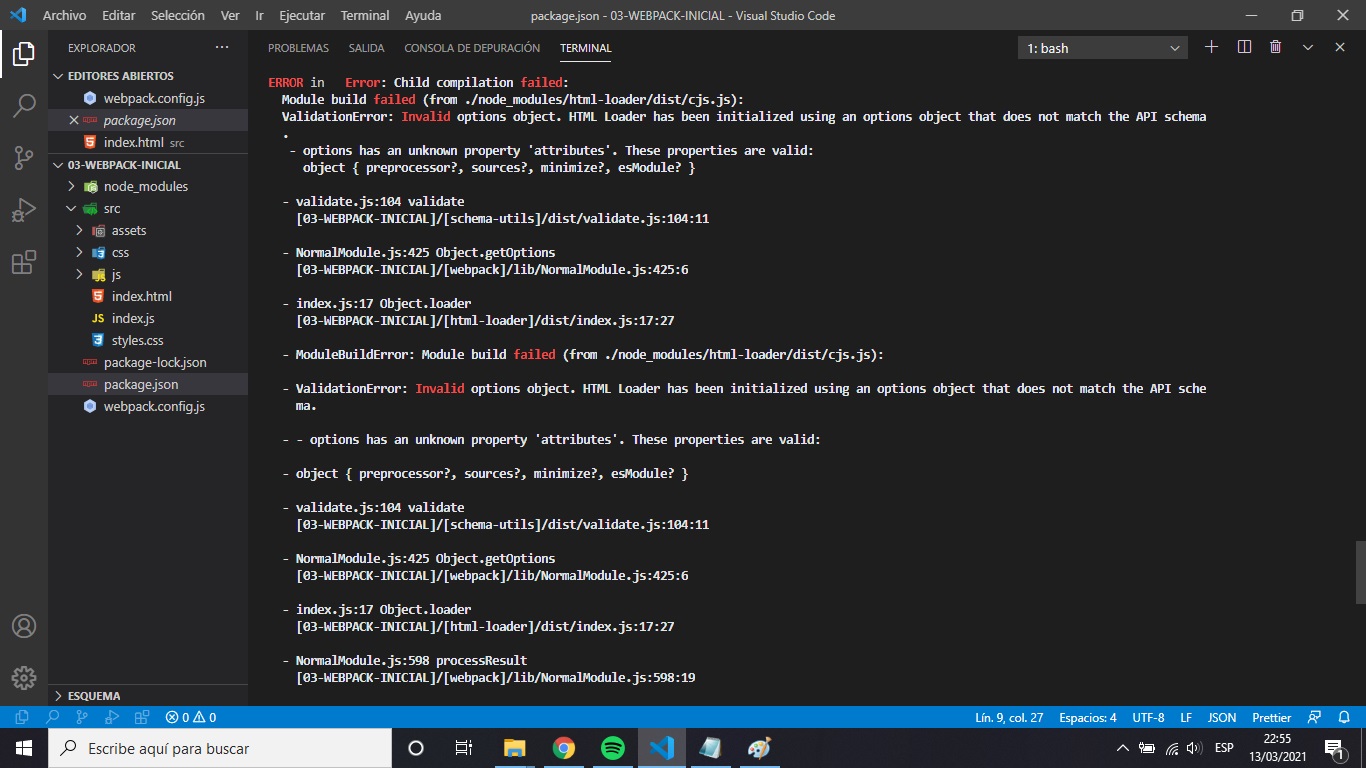 Archivo Editar Selección Ver Ir Ejecutar Terminal Ayuda package.json - 03-WEBPACK-INICIAL - Visual Studio Code
EXPLORADOR ...
EDITORES ABIERTOS
webpack.config.js
package.json
index.html src
03-WEBPACK-INICIAL
node_modules
src
assets
css
js
index.html
JS index.js
styles.css
package-lock.json
package.json
webpack.config.js
ESQUEMA
PROBLEMAS SALIDA CONSOLA DE DEPURACIÓN TERMINAL 1: bash
ERROR in   Error: Child compilation failed:
Module build failed (from ./node_modules/html-loader/dist/cjs.js):
ValidationError: Invalid options object. HTML Loader has been initialized using an options object that does not match the API schema
.
- options has an unknown property 'attributes'. These properties are valid:
object { preprocessor?, sources?, minimize?, esModule? }
- validate.js:104 validate
[03-WEBPACK-INICIAL]/[schema-utils]/dist/validate.js:104:11
- NormalModule.js:425 Object.getOptions
[03-WEBPACK-INICIAL]/[webpack]/lib/NormalModule.js:425:6
- index.js:17 Object.loader
[03-WEBPACK-INICIAL]/[html-loader]/dist/index.js:17:27
- ModuleBuildError: Module build failed (from ./node_modules/html-loader/dist/cjs.js):
- ValidationError: Invalid options object. HTML Loader has been initialized using an options object that does not match the API sche
ma.
- - options has an unknown property 'attributes'. These properties are valid:
- object { preprocessor?, sources?, minimize?, esModule? }
- validate.js:104 validate
[03-WEBPACK-INICIAL]/[schema-utils]/dist/validate.js:104:11
- NormalModule.js:425 Object.getOptions
[03-WEBPACK-INICIAL]/[webpack]/lib/NormalModule.js:425:6
- index.js:17 Object.loader
[03-WEBPACK-INICIAL]/[html-loader]/dist/index.js:17:27
- NormalModule.js:598 processResult
[03-WEBPACK-INICIAL]/[webpack]/lib/NormalModule.js:598:19
0 0 Lín. 9, col. 27 Espacios: 4 UTF-8 LF JSON Prettier
Escribe aquí para buscar
ESP
22:55
13/03/2021
1